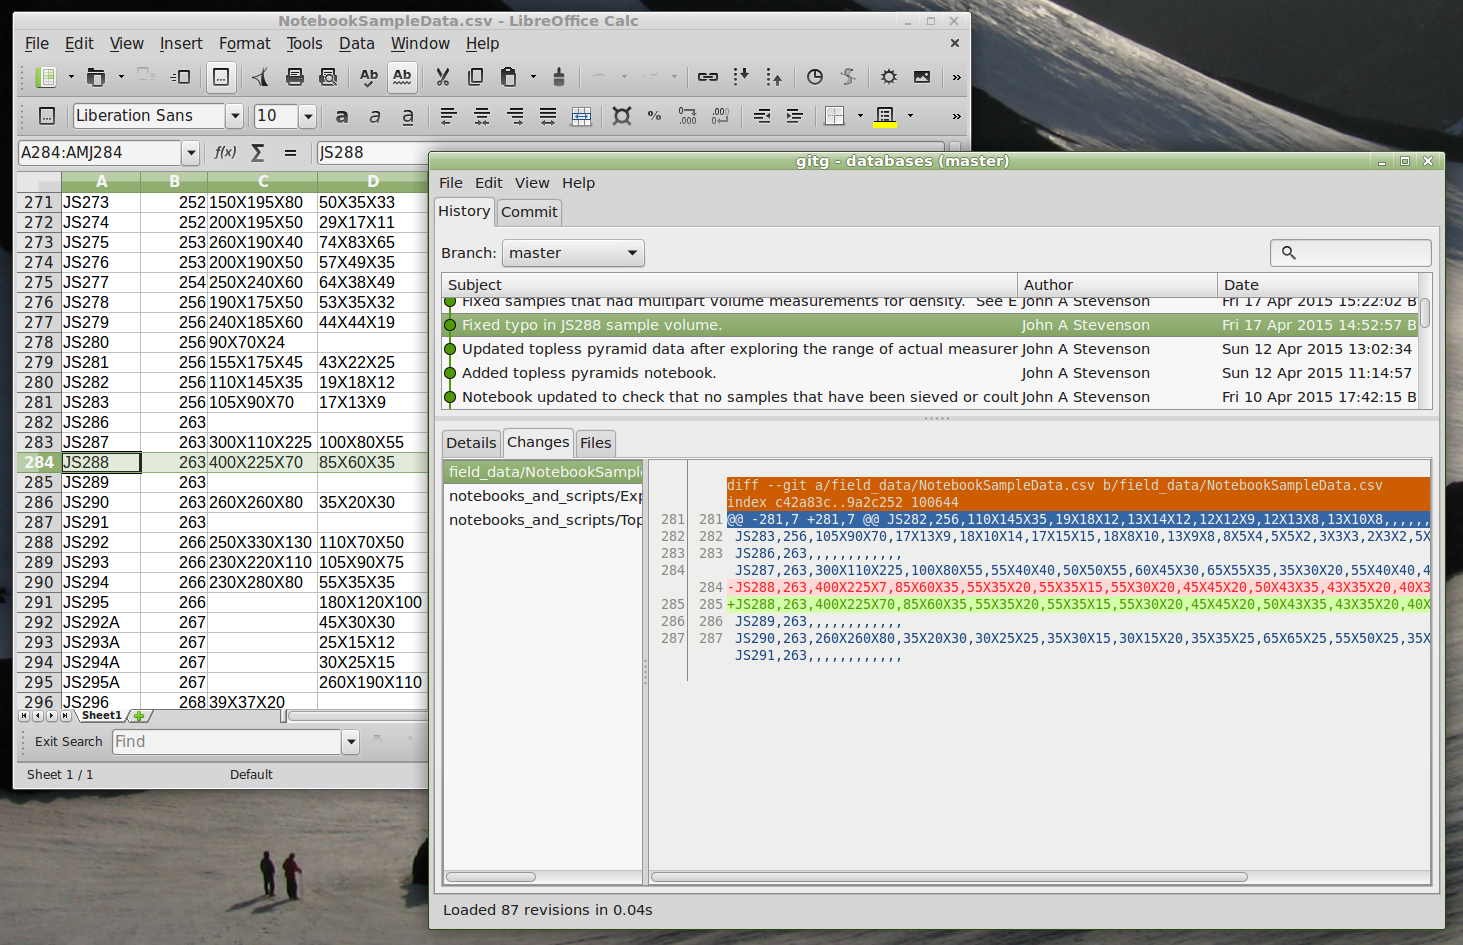 NotebookSampleData.csv - LibreOffice Calc
File Edit View Insert Format Tools Data Window Help
Liberation Sans 10
A284:AMJ284 f(x) Σ = JS288
A B C D
271 JS273 252 150X195X80 50X35X33
272 JS274 252 200X195X50 29X17X11
273 JS275 253 260X190X40 74X83X65
274 JS276 253 200X190X50 57X49X35
275 JS277 254 250X240X60 64X38X49
276 JS278 256 190X175X50 53X35X32
277 JS279 256 240X185X60 44X44X19
278 JS280 256 90X70X24
279 JS281 256 155X175X45 43X22X25
280 JS282 256 110X145X35 19X18X12
281 JS283 256 105X90X70 17X13X9
282 JS286 263
283 JS287 263 300X110X225 100X80X55
284 JS288 263 400X225X70 85X60X35
285 JS289 263
286 JS290 263 260X260X80 35X20X30
287 JS291 263
288 JS292 266 250X330X130 110X70X50
289 JS293 266 230X220X110 105X90X75
290 JS294 266 230X280X80 55X35X35
291 JS295 266 180X120X100
292 JS292A 267 45X30X30
293 JS293A 267 25X15X12
294 JS294A 267 30X25X15
295 JS295A 267 260X190X110
296 JS296 268 39X37X20
Sheet1
Exit Search Find
Sheet 1 / 1 Default
gitg - databases (master)
File Edit View Help
History Commit
Branch: master
Subject Author Date
Fixed samples that had multipart volume measurements for density. See E John A Stevenson Fri 17 Apr 2015 15:22:02 B
Fixed typo in JS288 sample volume. John A Stevenson Fri 17 Apr 2015 14:52:57 B
Updated topless pyramid data after exploring the range of actual measurer John A Stevenson Sun 12 Apr 2015 13:02:34
Added topless pyramids notebook. John A Stevenson Sun 12 Apr 2015 11:14:57
Notebook updated to check that no samples that have been sieved or coult John A Stevenson Fri 10 Apr 2015 17:42:15 B
Details Changes Files
field_data/NotebookSampl
notebooks_and_scripts/Exp
notebooks_and_scripts/Top
diff --git a/field_data/NotebookSampleData.csv b/field_data/NotebookSampleData.csv
index c42a83c..9a2c252 100644
281 281 @@ -281,7 +281,7 @@ JS282,256,110X145X35,19X18X12,13X14X12,12X12X9,12X13X8,13X10X8,,,,,,
282 282 JS283,256,105X90X70,17X13X9,18X10X14,17X15X15,18X8X10,13X9X8,8X5X4,5X5X2,3X3X3,2X3X2,5X
283 283 JS286,263,,,,,,,,,,,,
284 JS287,263,300X110X225,100X80X55,55X40X40,50X50X55,60X45X30,65X55X35,35X30X20,55X40X40,4
284 -JS288,263,400X225X7,85X60X35,55X35X20,55X35X15,55X30X20,45X45X20,50X43X35,43X35X20,40X3
285 285 +JS288,263,400X225X70,85X60X35,55X35X20,55X35X15,55X30X20,45X45X20,50X43X35,43X35X20,40X
286 286 JS289,263,,,,,,,,,,,,
287 287 JS290,263,260X260X80,35X20X30,30X25X25,35X30X15,30X15X20,35X35X25,65X65X25,55X50X25,35X
JS291,263,,,,,,,,,,,,
Loaded 87 revisions in 0.04s